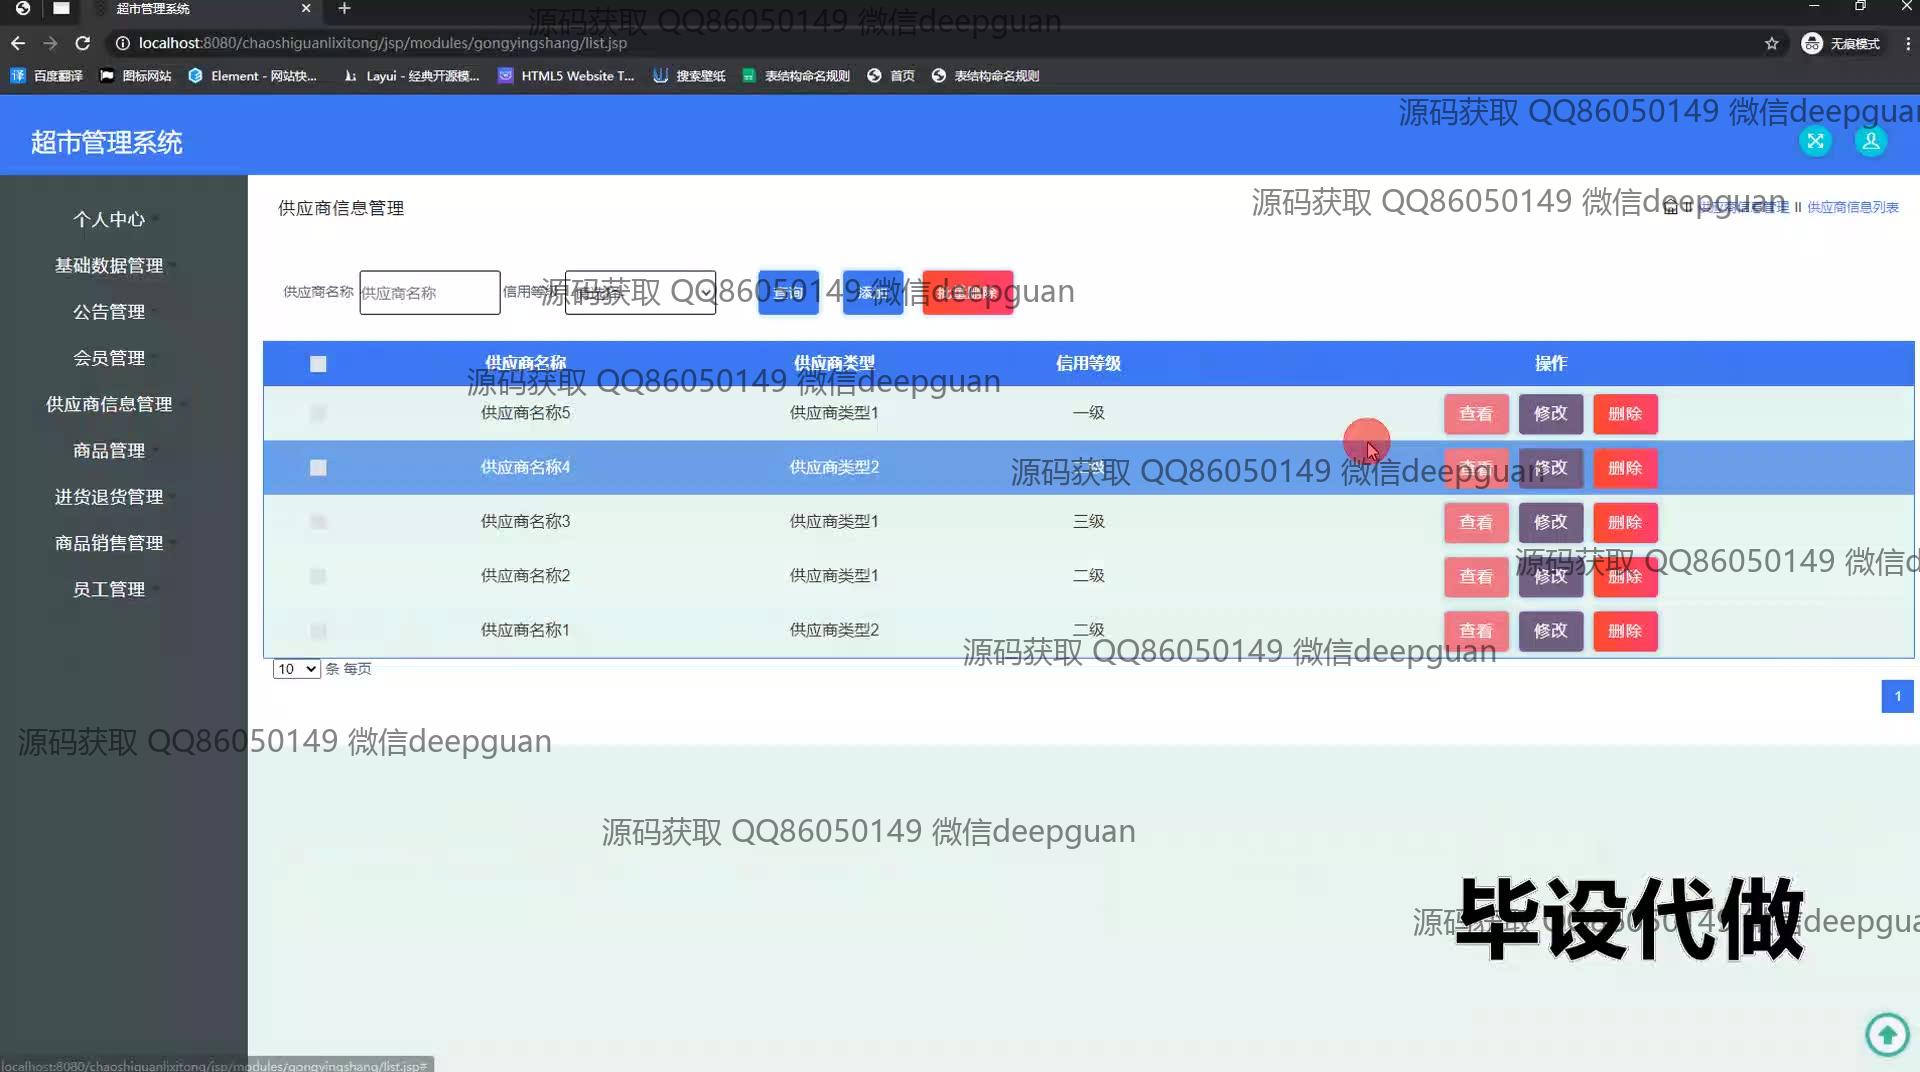 超市管理系统
localhost:8080/chaoshiguanlixitong/jsp/modules/gongyingshang/list.jsp
无痕模式
百度翻译
图标网站
Element - 网站快...
Layui - 经典开源模...
HTML5 Website T...
搜索壁纸
表结构命名规则
首页
表结构命名规则
源码获取 QQ86050149 微信deepguan
源码获取 QQ86050149 微信deepguan
超市管理系统
个人中心
基础数据管理
公告管理
会员管理
供应商信息管理
商品管理
进货退货管理
商品销售管理
员工管理
供应商信息管理
源码获取 QQ86050149 微信deepguan
供应商信息管理 II 供应商信息列表
供应商名称 供应商名称 信用等级
查询 添加 批量删除
源码获取 QQ86050149 微信deepguan
供应商名称 供应商类型 信用等级 操作
源码获取 QQ86050149 微信deepguan
供应商名称5 供应商类型1 一级 查看 修改 删除
供应商名称4 供应商类型2 查看 修改 删除
源码获取 QQ86050149 微信deepguan
供应商名称3 供应商类型1 三级 查看 修改 删除
供应商名称2 供应商类型1 二级 查看 修改 删除
源码获取 QQ86050149 微信d
供应商名称1 供应商类型2 二级 查看 修改 删除
源码获取 QQ86050149 微信deepguan
10 条 每页
1
源码获取 QQ86050149 微信deepguan
源码获取 QQ86050149 微信deepguan
毕设代做
localhost:8080/chaoshiguanlixitong/jsp/modules/gongyingshang/list.jsp#